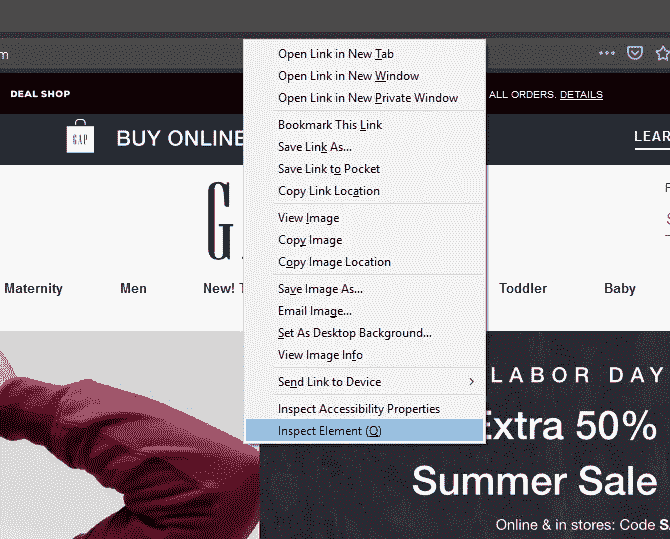 m
Open Link in New Tab
Open Link in New Window
Open Link in New Private Window
Bookmark This Link
Save Link As...
Save Link to Pocket
Copy Link Location
View Image
Copy Image
Copy Image Location
Save Image As...
Email Image...
Set As Desktop Background...
View Image Info
Send Link to Device
Inspect Accessibility Properties
Inspect Element (Q)
DEAL SHOP
ALL ORDERS. DETAILS
GAP
BUY ONLINE
LEAR
G
Maternity Men New! T Toddler Baby
LABOR DAY
Extra 50%
Summer Sale
Online & in stores: Code